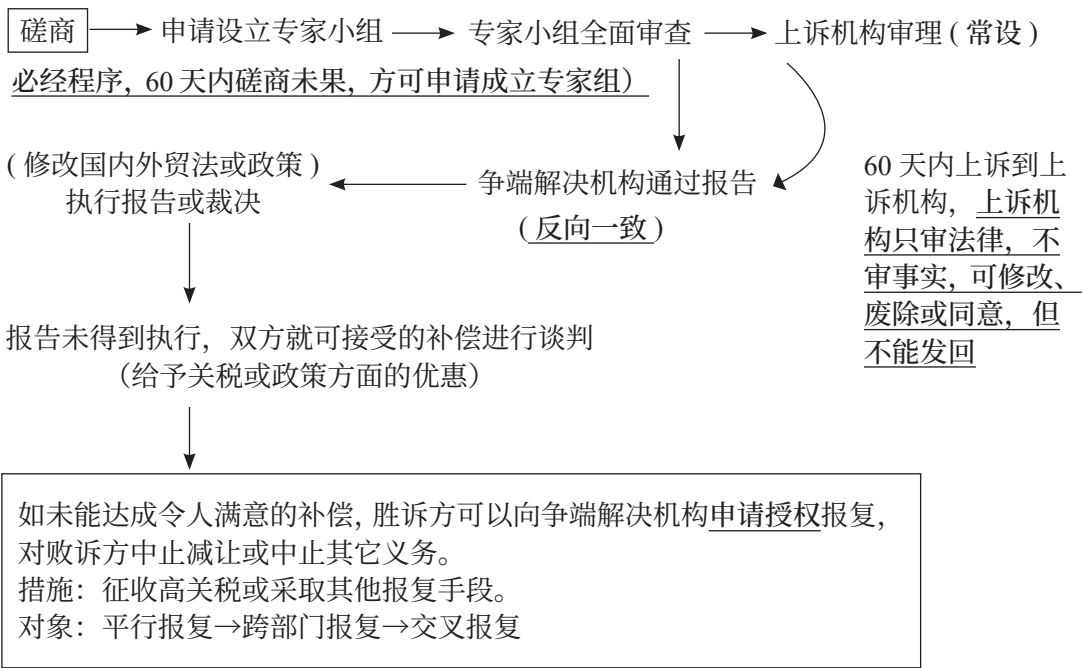 磋商 → 申请设立专家小组 → 专家小组全面审查 → 上诉机构审理 ( 常设 )
必经程序，60 天内磋商未果，方可申请成立专家组）
( 修改国内外贸法或政策 )
执行报告或裁决
争端解决机构通过报告
( 反向一致 )
60 天内上诉到上
诉机构，上诉机
构只审法律，不
审事实，可修改、
废除或同意，但
不能发回
报告未得到执行，双方就可接受的补偿进行谈判
（给予关税或政策方面的优惠）
如未能达成令人满意的补偿，胜诉方可以向争端解决机构申请授权报复，
对败诉方中止减让或中止其它义务。
措施：征收高关税或采取其他报复手段。
对象：平行报复→跨部门报复→交叉报复